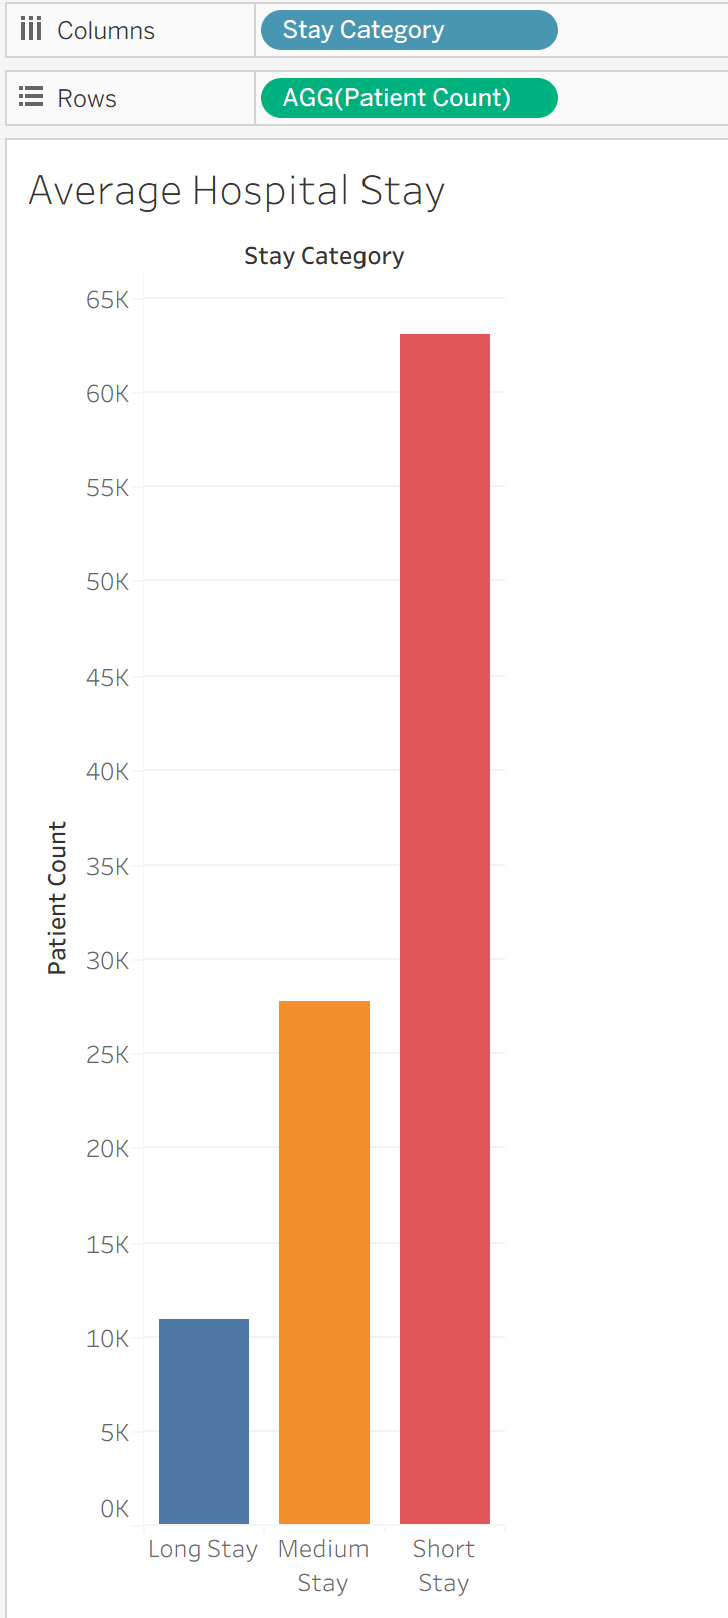 Columns
Stay Category
Rows
AGG(Patient Count)
Average Hospital Stay
Stay Category
65K
60K
55K
50K
45K
40K
35K
30K
25K
20K
15K
10K
5K
0K
Patient Count
Long Stay
Medium
Stay
Short
Stay